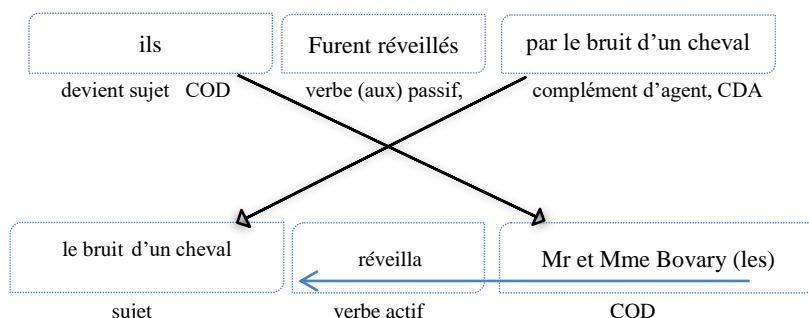 ils Furent réveillés par le bruit d’un cheval
devient sujet COD verbe (aux) passif, complément d’agent, CDA
le bruit d’un cheval réveilla Mr et Mme Bovary (les)
sujet verbe actif COD